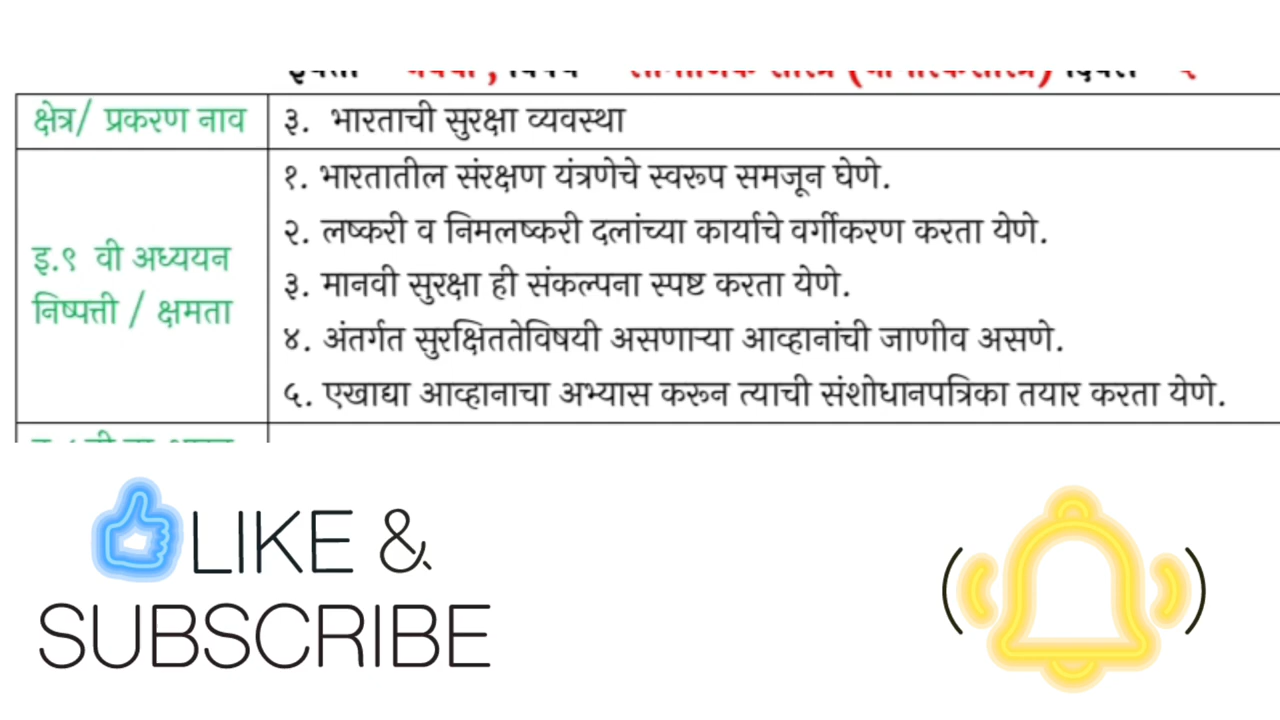 क्षेत्र/ प्रकरण नाव
३. भारताची सुरक्षा व्यवस्था
इ.९ वी अध्ययन
निष्पत्ती / क्षमता
१. भारतातील संरक्षण यंत्रणेचे स्वरूप समजून घेणे.
२. लष्करी व निमलष्करी दलांच्या कार्याचे वर्गीकरण करता येणे.
३. मानवी सुरक्षा ही संकल्पना स्पष्ट करता येणे.
४. अंतर्गत सुरक्षिततेविषयी असणाऱ्या आव्हानांची जाणीव असणे.
५. एखाद्या आव्हानाचा अभ्यास करून त्याची संशोधानपत्रिका तयार करता येणे.
LIKE &
SUBSCRIBE